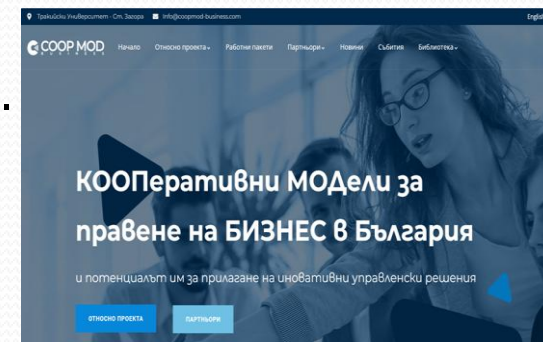 Тракийски Университет - Ст. Загора info@coopmod-business.com English
COOP MOD
BUSINESS
Начало Относно проекта Работни пакети Партньори Новини Събития Библиотека
КООПеративни МОДели за
правене на БИЗНЕС в България
и потенциалът им за прилагане на иновативни управленски решения
ОТНОСНО ПРОЕКТА ПАРТНЬОРИ